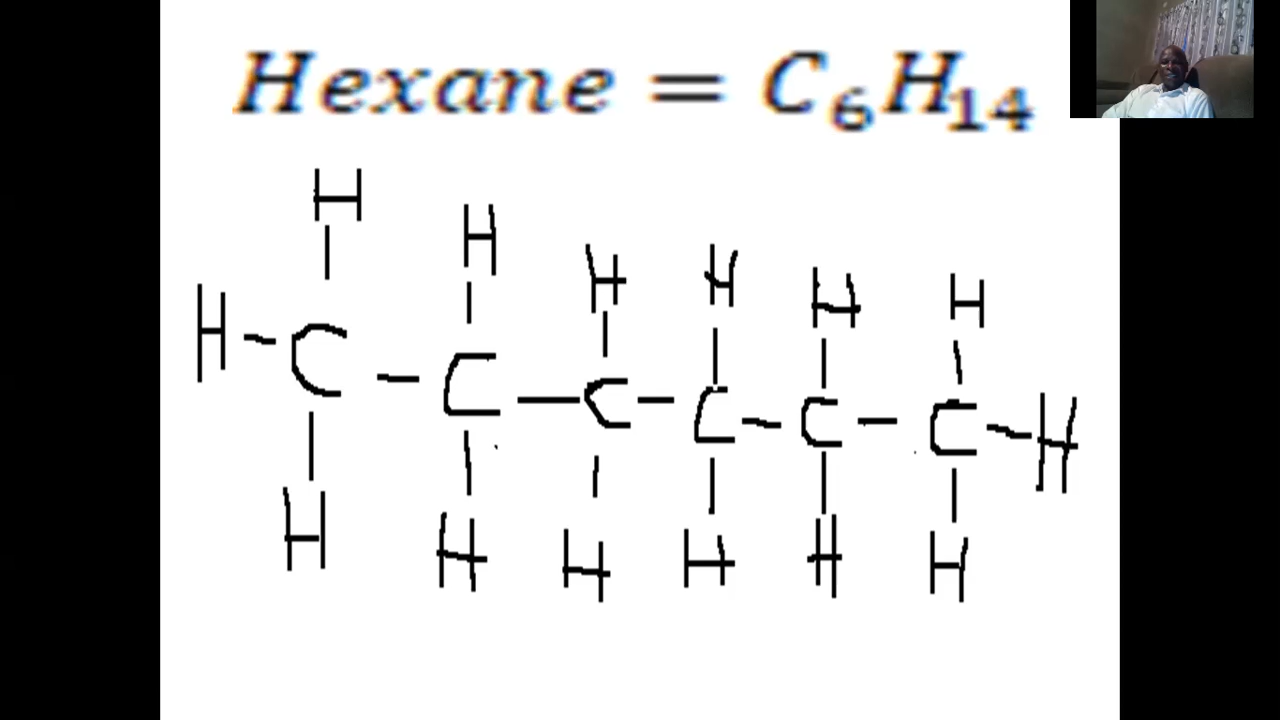 Hexane = C₆H₁₄
H H H H H H
H - C - C - C - C - C - C - H
H H H H H H